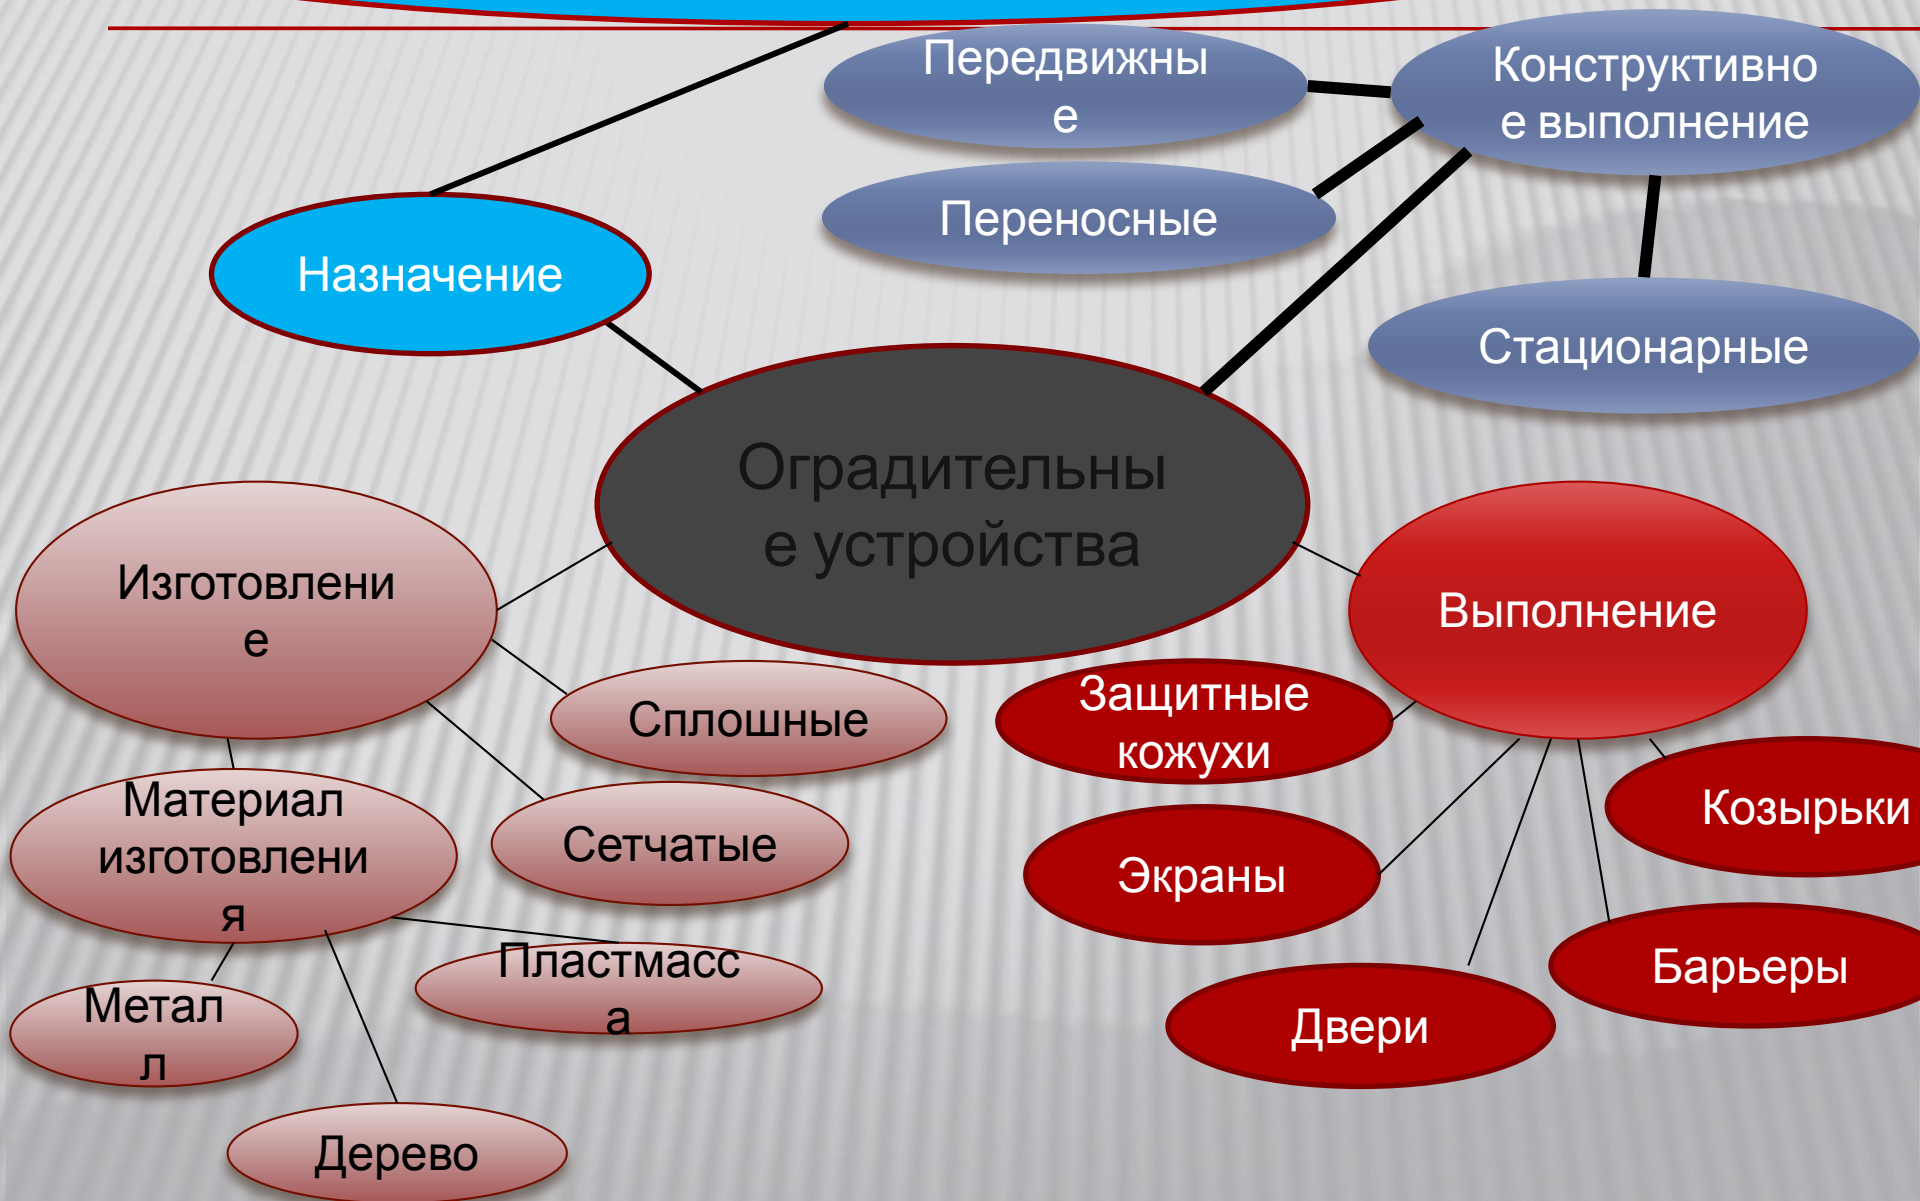 Передвижны
е
Конструктивно
е выполнение
Переносные
Назначение
Стационарные
Оградительны
е устройства
Изготовлени
е
Выполнение
Сплошные
Защитные
кожухи
Материал
изготовлени
я
Сетчатые
Козырьки
Экраны
Пластмасс
а
Барьеры
Метал
л
Двери
Дерево